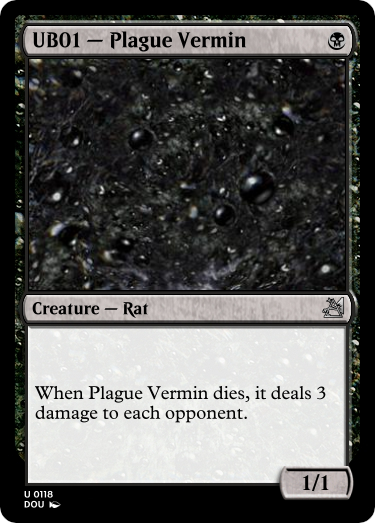 UB01 — Plague Vermin
Creature — Rat
When Plague Vermin dies, it deals 3
damage to each opponent.
1/1
U 0118
DOU